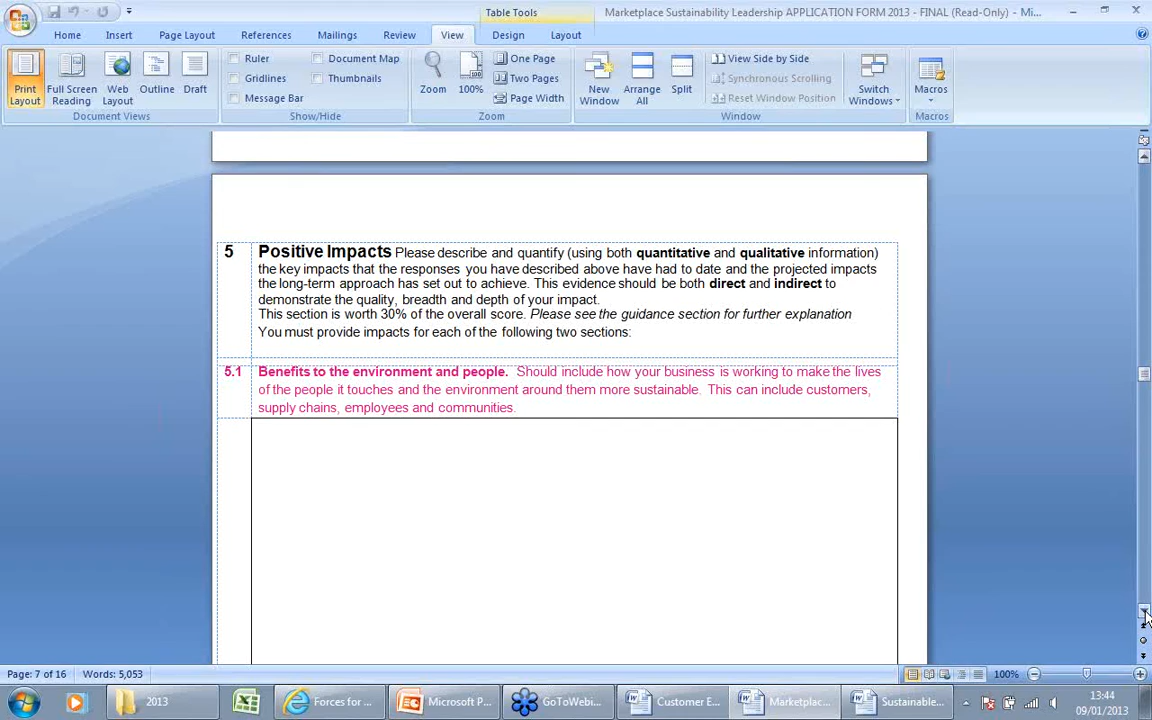 Table Tools
Marketplace Sustainability Leadership APPLICATION FORM 2013 - FINAL (Read-Only) - Mi...
Home Insert Page Layout References Mailings Review View Design Layout
Print Layout
Full Screen Reading
Web Layout
Outline
Draft
Document Views
Ruler
Gridlines
Message Bar
Document Map
Thumbnails
Show/Hide
Zoom
100%
One Page
Two Pages
Page Width
Zoom
New Window
Arrange All
Split
View Side by Side
Synchronous Scrolling
Reset Window Position
Switch Windows
Window
Macros
Macros
5 Positive Impacts Please describe and quantify (using both quantitative and qualitative information)
the key impacts that the responses you have described above have had to date and the projected impacts
the long-term approach has set out to achieve. This evidence should be both direct and indirect to
demonstrate the quality, breadth and depth of your impact.
This section is worth 30% of the overall score. Please see the guidance section for further explanation
You must provide impacts for each of the following two sections:
5.1 Benefits to the environment and people. Should include how your business is working to make the lives
of the people it touches and the environment around them more sustainable. This can include customers,
supply chains, employees and communities.
Page: 7 of 16 Words: 5,053 100%
2013 Forces for ... Microsoft P... GoToWebi... Customer E... Marketplac... Sustainable... 13:44
09/01/2013